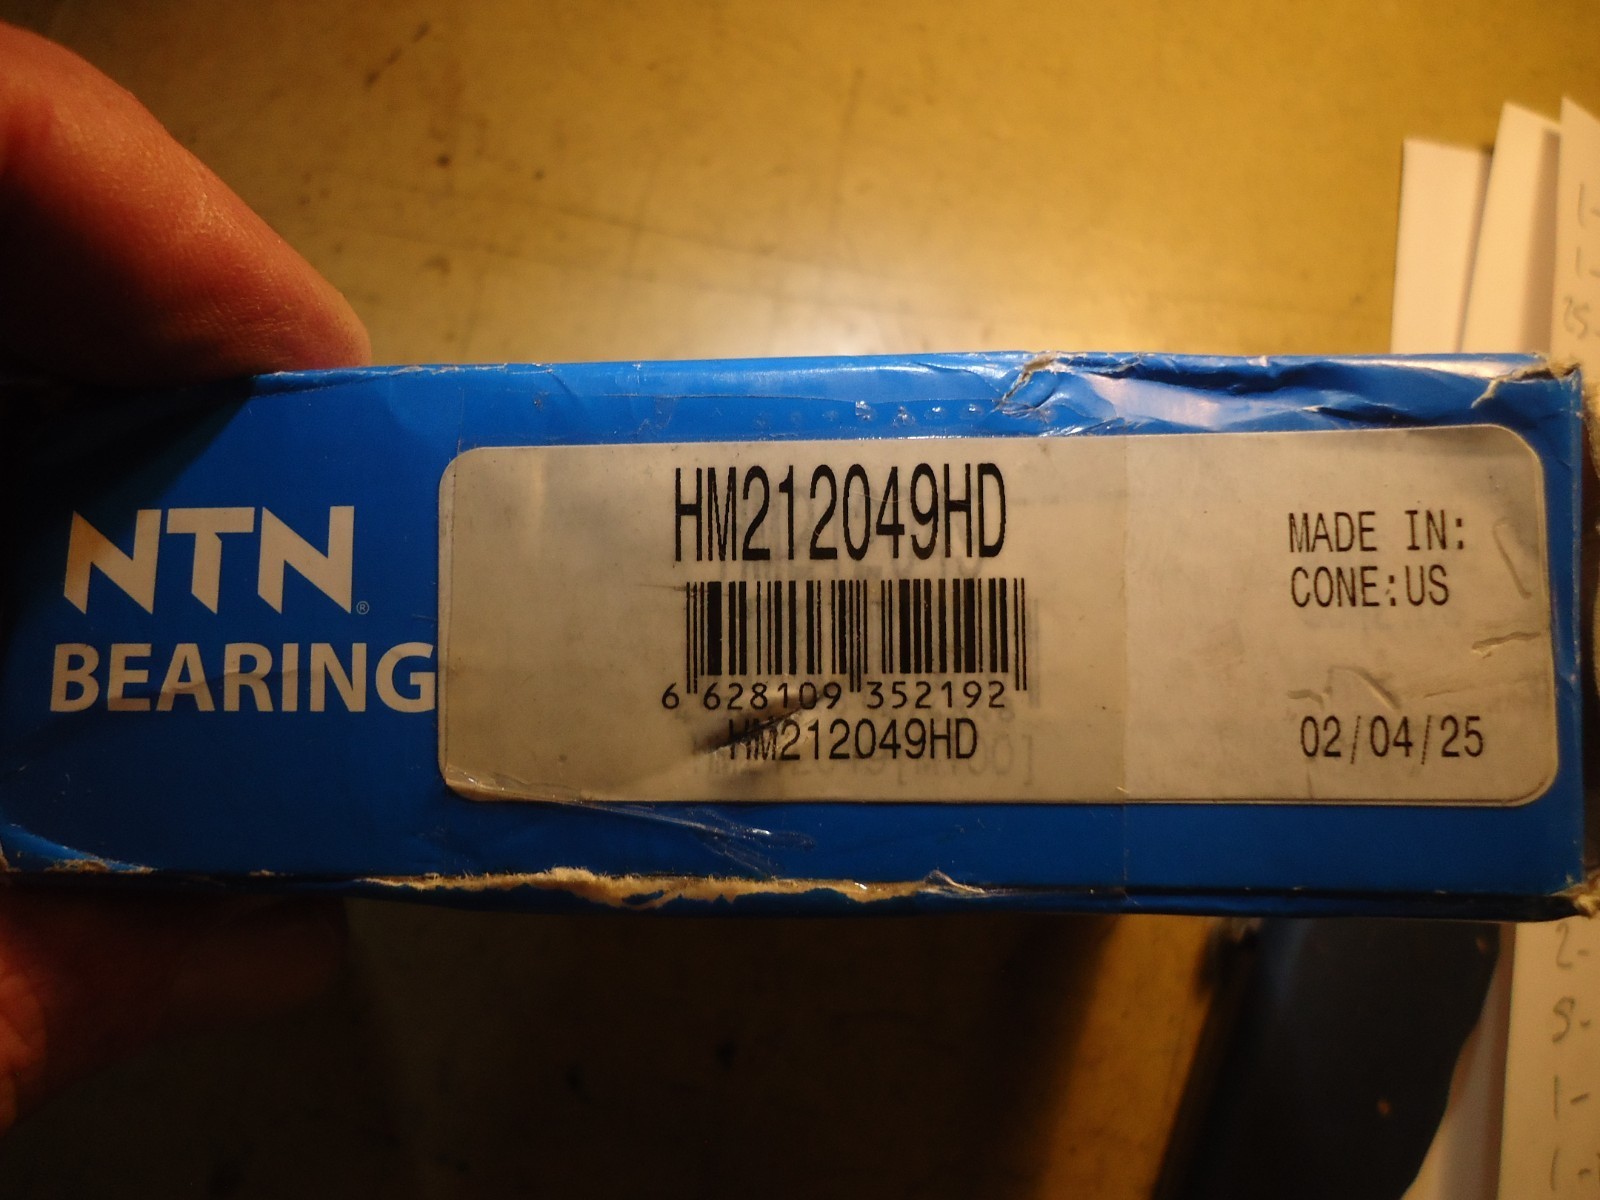 NTN®
BEARING
HM212049HD
6 628109 352192
HM212049HD
MADE IN:
CONE:US
02/04/25